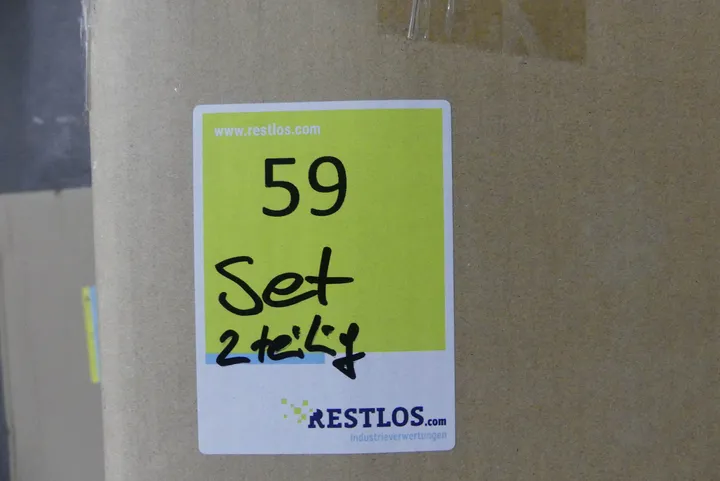 www.restlos.com
59
Set
2teilig
RESTLOS.com
Industrieverwertungen